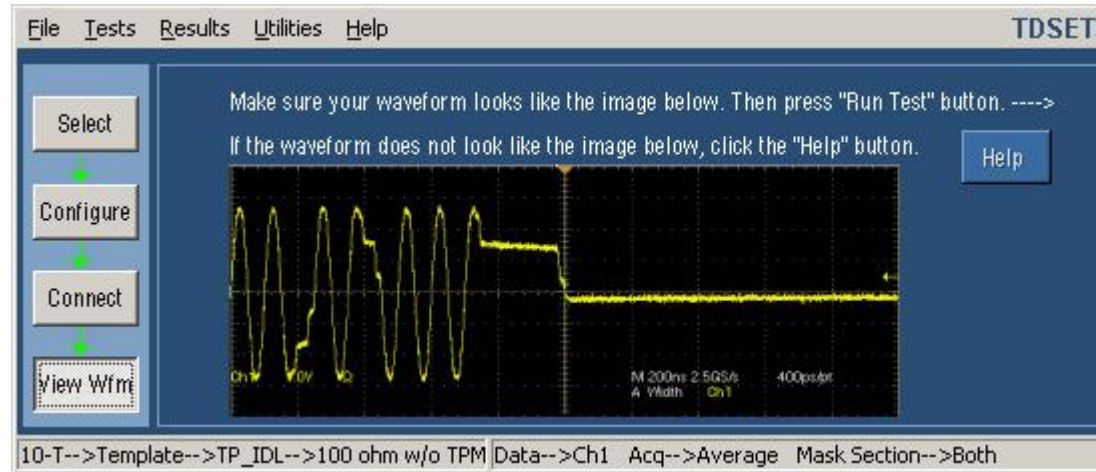 File Tests Results Utilities Help TDSET
Make sure your waveform looks like the image below. Then press "Run Test" button. ---->
If the waveform does not look like the image below, click the "Help" button.
Help
Select
Configure
Connect
View Wfm
Ch1 Ω
M 200ns 2.5GS/s 400ps/pt
A Width Ch1
10-T-->Template-->TP_IDL-->100 ohm w/o TPM Data-->Ch1 Acq-->Average Mask Section-->Both